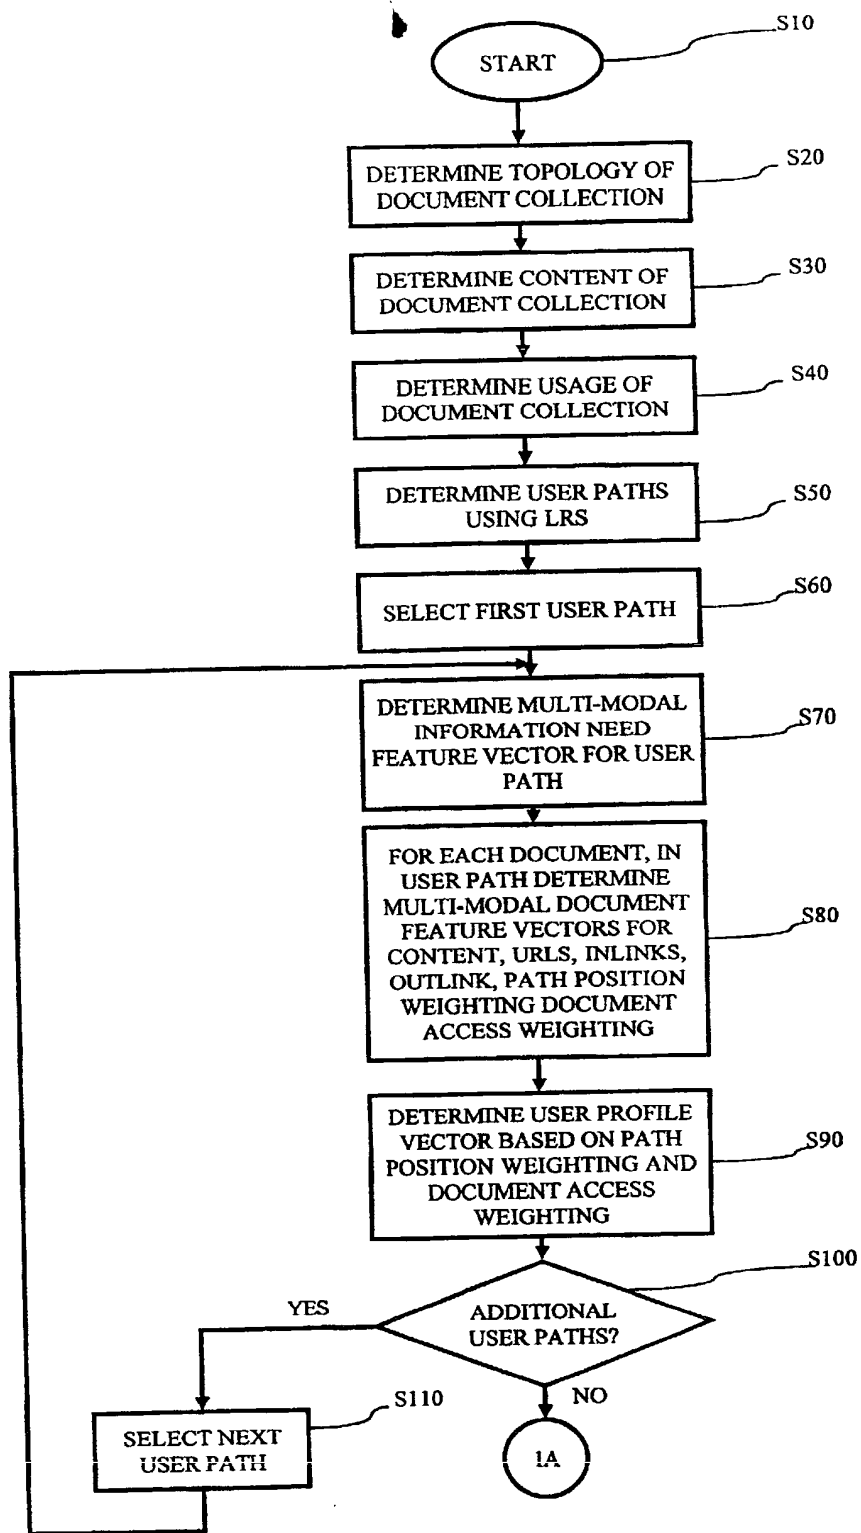 S10
START
S20
DETERMINE TOPOLOGY OF
DOCUMENT COLLECTION
S30
DETERMINE CONTENT OF
DOCUMENT COLLECTION
S40
DETERMINE USAGE OF
DOCUMENT COLLECTION
S50
DETERMINE USER PATHS
USING LRS
S60
SELECT FIRST USER PATH
S70
DETERMINE MULTI-MODAL
INFORMATION NEED
FEATURE VECTOR FOR USER
PATH
S80
FOR EACH DOCUMENT, IN
USER PATH DETERMINE
MULTI-MODAL DOCUMENT
FEATURE VECTORS FOR
CONTENT, URLS, INLINKS,
OUTLINK, PATH POSITION
WEIGHTING DOCUMENT
ACCESS WEIGHTING
S90
DETERMINE USER PROFILE
VECTOR BASED ON PATH
POSITION WEIGHTING AND
DOCUMENT ACCESS
WEIGHTING
S100
ADDITIONAL
USER PATHS?
YES
NO
S110
SELECT NEXT
USER PATH
1A